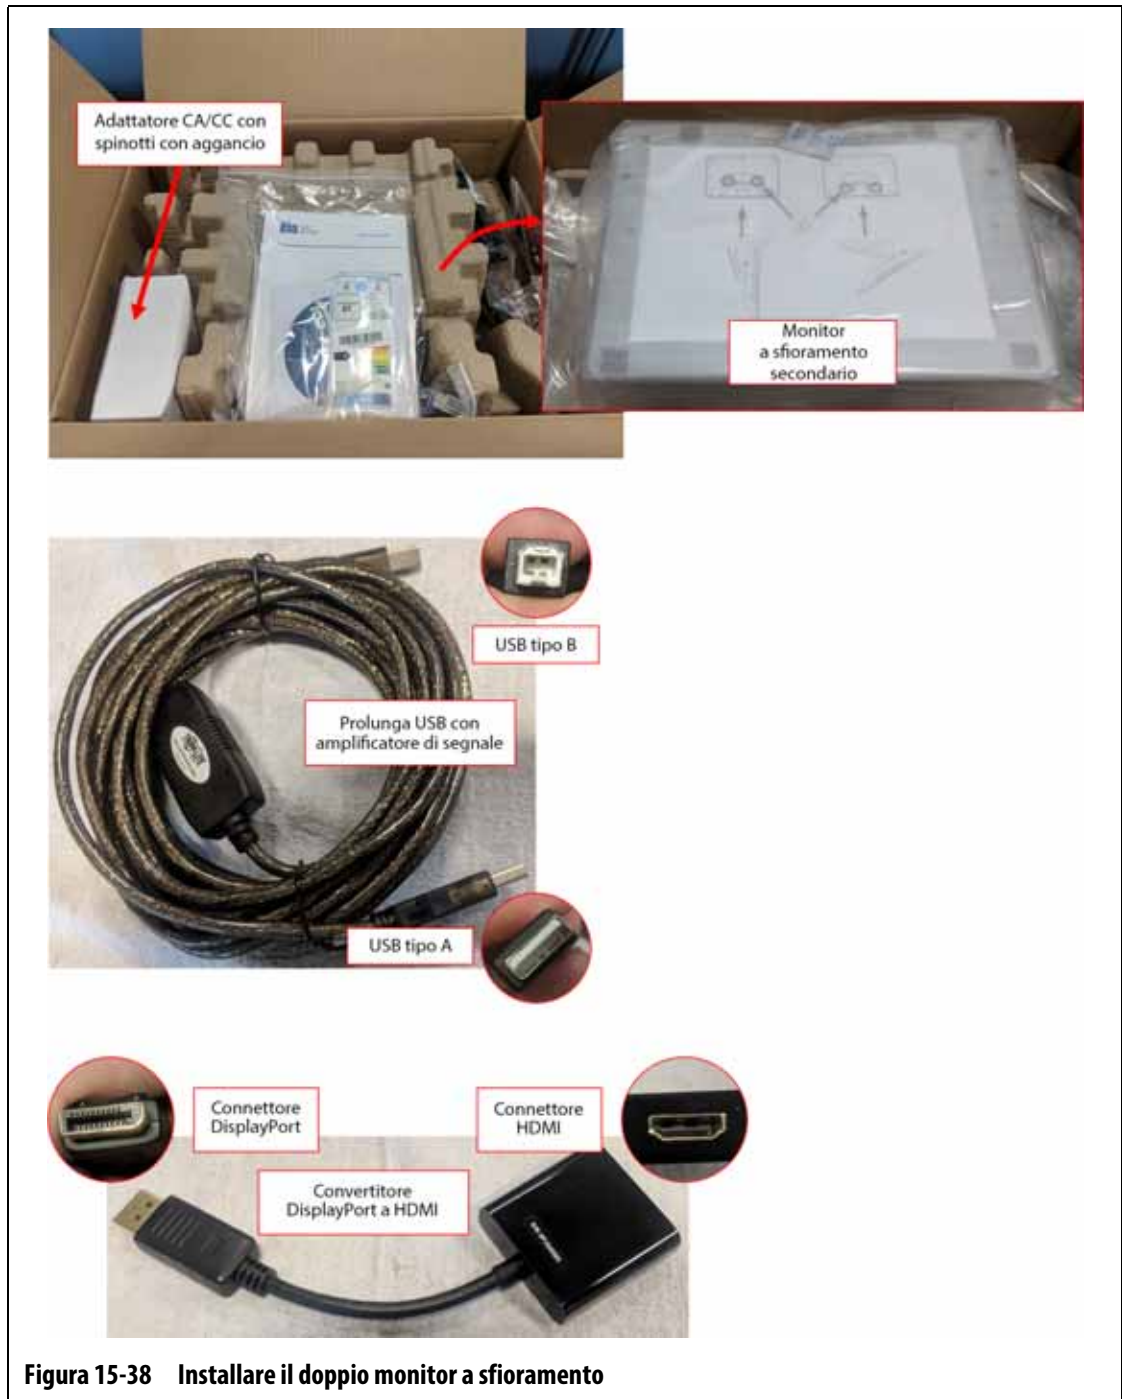 Adattatore CA/CC con
spinotti con aggancio
Monitor
a sfioramento
secondario
USB tipo B
Prolunga USB con
amplificatore di segnale
USB tipo A
Connettore
DisplayPort
Connettore
HDMI
Convertitore
DisplayPort a HDMI
Figura 15-38 Installare il doppio monitor a sfioramento